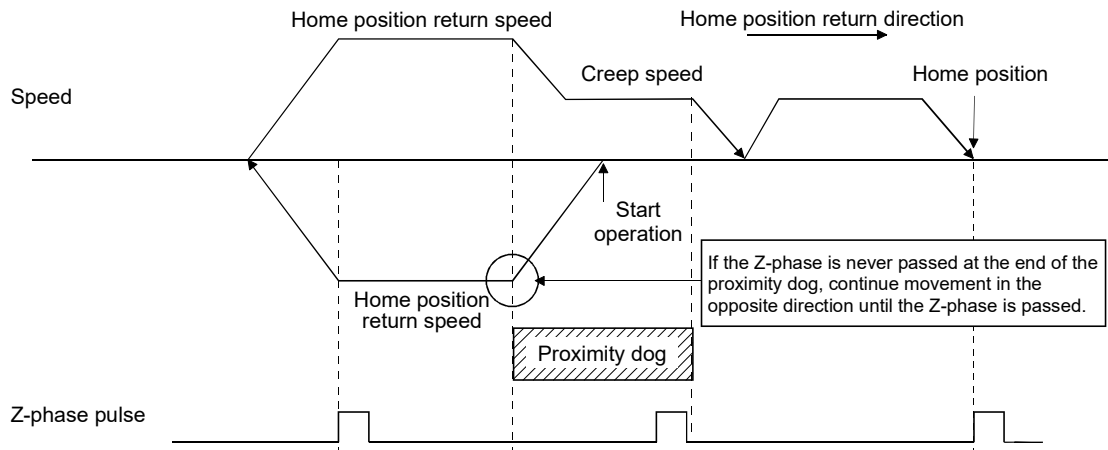 Home position return speed
Home position return direction
Creep speed
Home position
Speed
Start
operation
If the Z-phase is never passed at the end of the
proximity dog, continue movement in the
opposite direction until the Z-phase is passed.
Home position
return speed
Proximity dog
Z-phase pulse